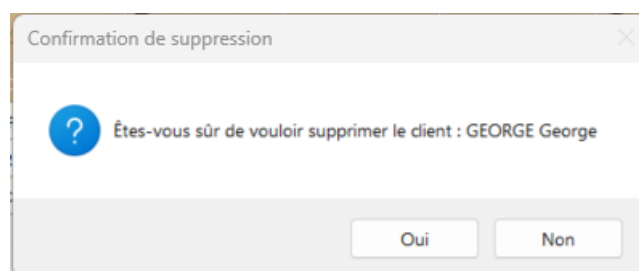 Confirmation de suppression
Êtes-vous sûr de vouloir supprimer le client : GEORGE George
Oui
Non